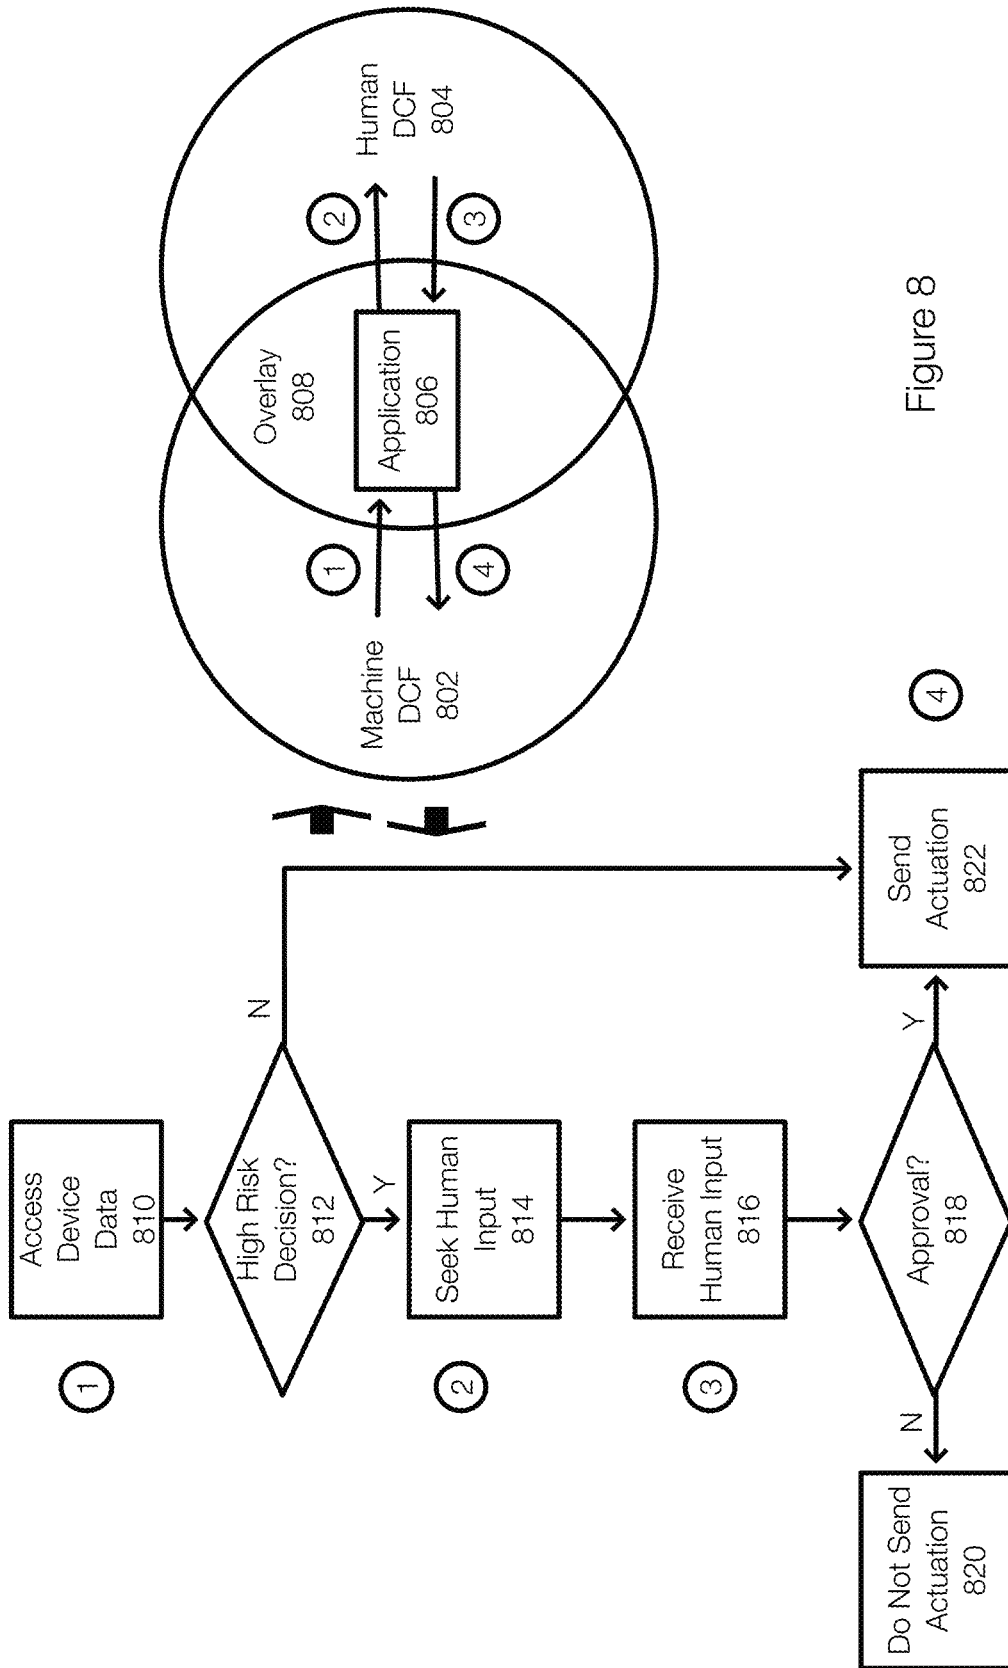 1
Access
Device
Data
810
High Risk
Decision?
812
N
Y
2
Seek Human
Input
814
3
Receive
Human Input
816
Approval?
818
N
Y
Do Not Send
Actuation
820
Send
Actuation
822
4
Machine
DCF
802
1
4
Overlay
808
Application
806
2
3
Human
DCF
804
Figure 8